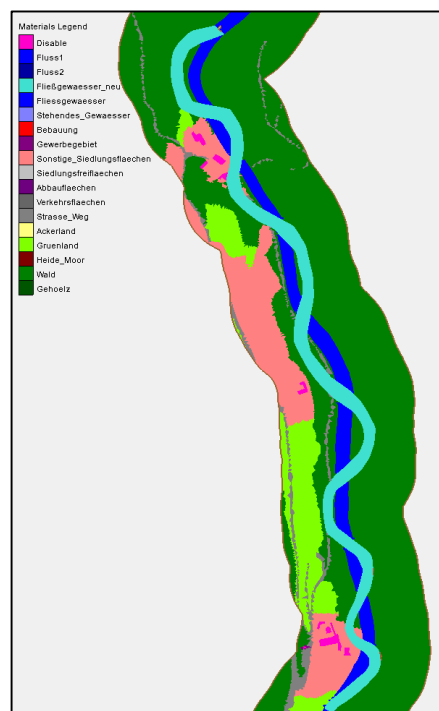 Materials Legend
Disable
Fluss1
Fluss2
Fließgewaesser_neu
Fliessgewaesser
Stehendes_Gewaesser
Bebauung
Gewerbegebiet
Sonstige_Siedlungsflaechen
Siedlungsfreiflaechen
Abbauflaechen
Verkehrsflaechen
Strasse_Weg
Ackerland
Gruenland
Heide_Moor
Wald
Gehoelz